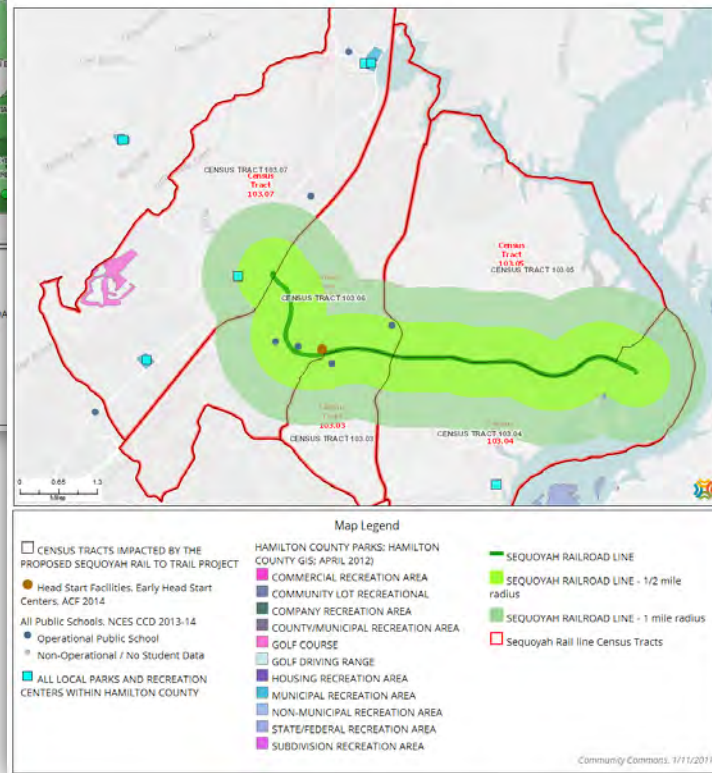 CENSUS TRACT 103.07
Census
Tract
103.07
Census
Tract
103.05
CENSUS TRACT 103.05
CENSUS TRACT 103.06
103.03
CENSUS TRACT 103.03
CENSUS TRACT 103.04
103.04
0 0.65 1.3
Miles
Map Legend
CENSUS TRACTS IMPACTED BY THE
PROPOSED SEQUOYAH RAIL TO TRAIL PROJECT
Head Start Facilities, Early Head Start
Centers, ACF 2014
All Public Schools, NCES CCD 2013-14
Operational Public School
Non-Operational / No Student Data
ALL LOCAL PARKS AND RECREATION
CENTERS WITHIN HAMILTON COUNTY
HAMILTON COUNTY PARKS: HAMILTON
COUNTY GIS; APRIL 2012)
COMMERCIAL RECREATION AREA
COMMUNITY LOT RECREATIONAL
COMPANY RECREATION AREA
COUNTY/MUNICIPAL RECREATION AREA
GOLF COURSE
GOLF DRIVING RANGE
HOUSING RECREATION AREA
MUNICIPAL RECREATION AREA
NON-MUNICIPAL RECREATION AREA
STATE/FEDERAL RECREATION AREA
SUBDIVISION RECREATION AREA
SEQUOYAH RAILROAD LINE
SEQUOYAH RAILROAD LINE - 1/2 mile
radius
SEQUOYAH RAILROAD LINE - 1 mile radius
Sequoyah Rail line Census Tracts
Community Commons, 1/11/201